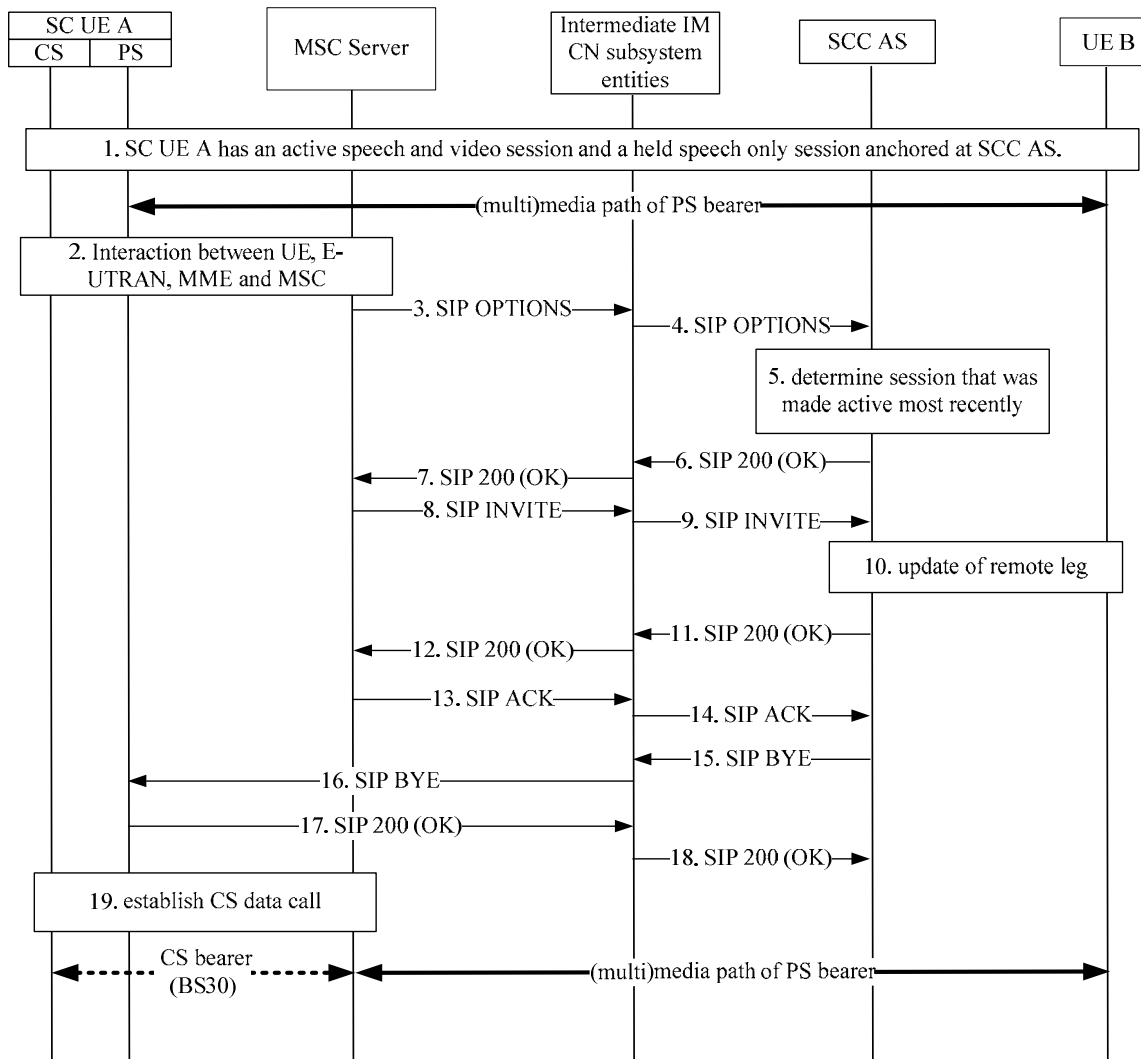 SC UE A
CS
PS
MSC Server
Intermediate IM
CN subsystem
entities
SCC AS
UE B
1. SC UE A has an active speech and video session and a held speech only session anchored at SCC AS.
(multi)media path of PS bearer
2. Interaction between UE, E-
UTRAN, MME and MSC
3. SIP OPTIONS
4. SIP OPTIONS
5. determine session that was
made active most recently
6. SIP 200 (OK)
7. SIP 200 (OK)
8. SIP INVITE
9. SIP INVITE
10. update of remote leg
11. SIP 200 (OK)
12. SIP 200 (OK)
13. SIP ACK
14. SIP ACK
15. SIP BYE
16. SIP BYE
17. SIP 200 (OK)
18. SIP 200 (OK)
19. establish CS data call
CS bearer
(BS30)
(multi)media path of PS bearer